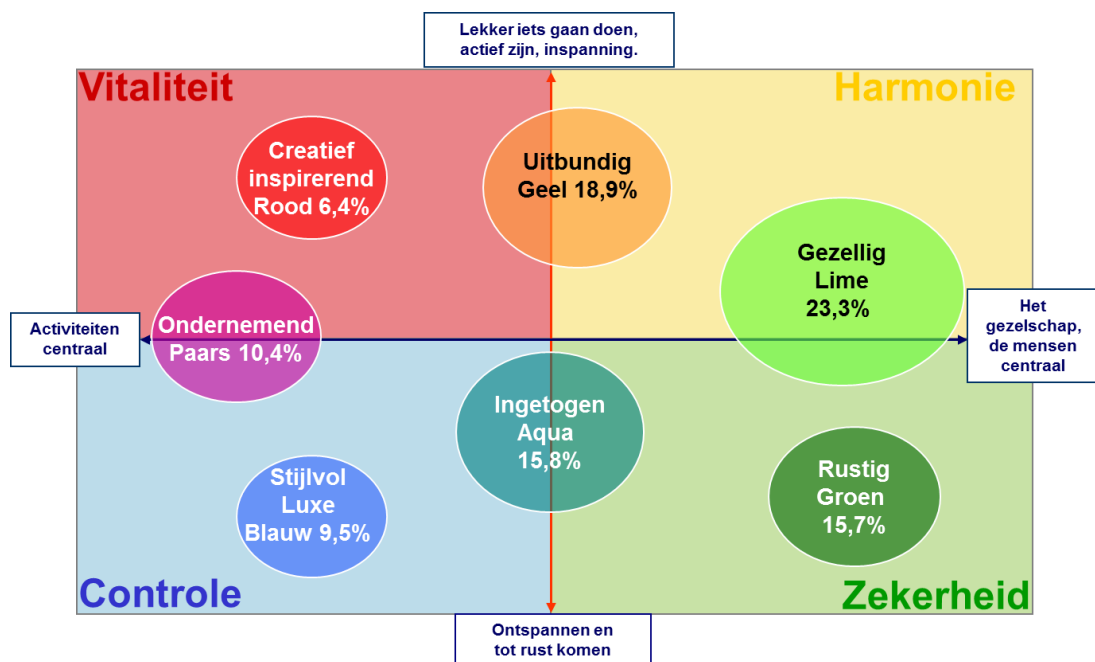 Lekker iets gaan doen,
actief zijn, inspanning.
Vitaliteit
Harmonie
Creatief
inspirerend
Rood 6,4%
Uitbundig
Geel 18,9%
Gezellig
Lime
23,3%
Activiteiten
centraal
Ondernemend
Paars 10,4%
Het
gezelschap,
de mensen
centraal
Ingetogen
Aqua
15,8%
Stijlvol
Luxe
Blauw 9,5%
Rustig
Groen
15,7%
Controle
Zekerheid
Ontspannen en
tot rust komen